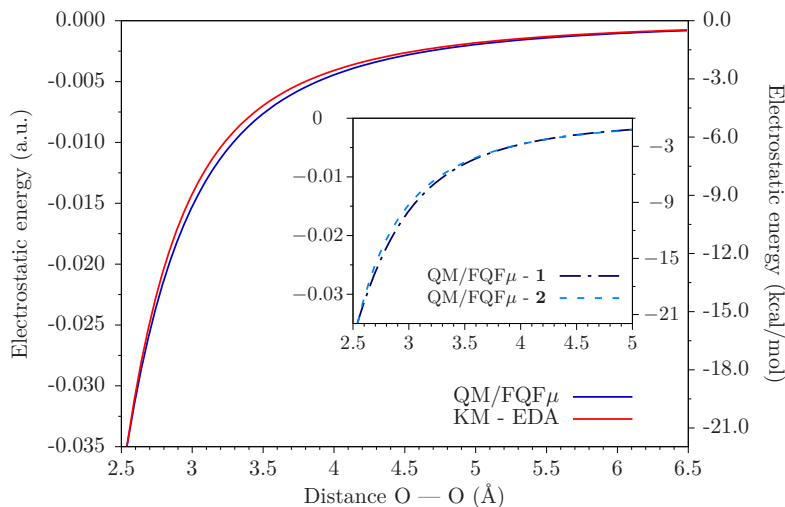 0.000
-0.005
-0.010
-0.015
-0.020
-0.025
-0.030
-0.035
Electrostatic energy (a.u.)
2.5 3 3.5 4 4.5 5 5.5 6 6.5
Distance O — O (Å)
0.0
-3.0
-6.0
-9.0
-12.0
-15.0
-18.0
-21.0
Electrostatic energy (kcal/mol)
0
−0.01
−0.02
−0.03
2.5 3 3.5 4 4.5 5
−3
−9
−15
−21
QM/FQFμ - 1
QM/FQFμ - 2
QM/FQFμ
KM - EDA